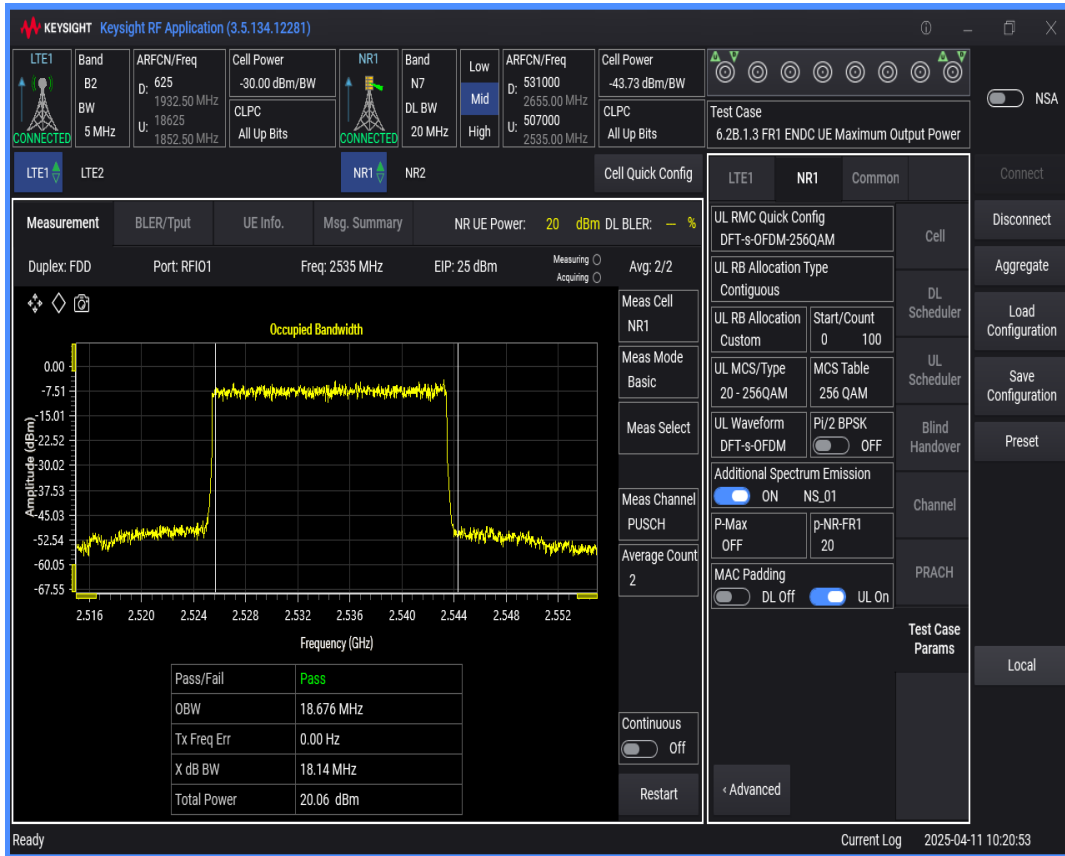 KEYSIGHT Keysight RF Application (3.5.134.12281)
LTE1
CONNECTED
Band
B2
BW
5 MHz
ARFCN/Freq
D: 625
1932.50 MHz
U: 18625
1852.50 MHz
Cell Power
-30.00 dBm/BW
CLPC
All Up Bits
NR1
CONNECTED
Band
N7
DL BW
20 MHz
Low
Mid
High
ARFCN/Freq
D: 531000
2655.00 MHz
U: 507000
2535.00 MHz
Cell Power
-43.73 dBm/BW
CLPC
All Up Bits
Test Case
6.2B.1.3 FR1 ENDC UE Maximum Output Power
NSA
LTE1 LTE2 NR1 NR2 Cell Quick Config
Measurement BLER/Tput UE Info. Msg. Summary NR UE Power: 20 dBm DL BLER: — %
Duplex: FDD Port: RFIO1 Freq: 2535 MHz EIP: 25 dBm Measuring Acquiring Avg: 2/2
Occupied Bandwidth
Amplitude (dBm)
0.00
-7.51
-15.01
-22.52
-30.02
-37.53
-45.03
-52.54
-60.05
-67.55
2.516 2.520 2.524 2.528 2.532 2.536 2.540 2.544 2.548 2.552
Frequency (GHz)
Pass/Fail Pass
OBW 18.676 MHz
Tx Freq Err 0.00 Hz
X dB BW 18.14 MHz
Total Power 20.06 dBm
Meas Cell
NR1
Meas Mode
Basic
Meas Select
Meas Channel
PUSCH
Average Count
2
Continuous
Off
Restart
LTE1 NR1 Common
UL RMC Quick Config
DFT-s-OFDM-256QAM
UL RB Allocation Type
Contiguous
UL RB Allocation
Custom
Start/Count
0 100
UL MCS/Type
20 - 256QAM
MCS Table
256 QAM
UL Waveform
DFT-s-OFDM
Pi/2 BPSK
OFF
Additional Spectrum Emission
ON NS_01
P-Max
OFF
p-NR-FR1
20
MAC Padding
DL Off UL On
‹ Advanced
Cell
DL
Scheduler
UL
Scheduler
Blind
Handover
Channel
PRACH
Test Case
Params
Connect
Disconnect
Aggregate
Load
Configuration
Save
Configuration
Preset
Local
Ready Current Log 2025-04-11 10:20:53